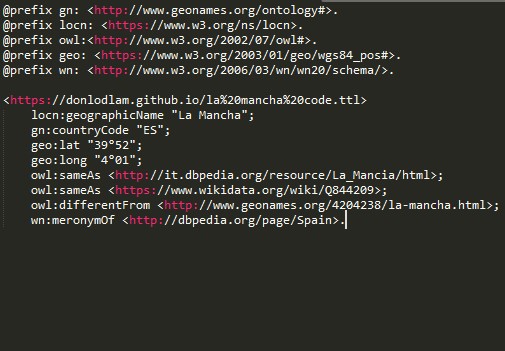 @prefix gn: <http://www.geonames.org/ontology#>.
@prefix locn: <https://www.w3.org/ns/locn>.
@prefix owl:<http://www.w3.org/2002/07/owl#>.
@prefix geo: <https://www.w3.org/2003/01/geo/wgs84_pos#>.
@prefix wn: <http://www.w3.org/2006/03/wn/wn20/schema/>.
<https://donlodlam.github.io/la%20mancha%20code.ttl>
locn:geographicName "La Mancha";
gn:countryCode "ES";
geo:lat "39°52";
geo:long "4°01";
owl:sameAs <http://it.dbpedia.org/resource/La_Mancia/html>;
owl:sameAs <https://www.wikidata.org/wiki/Q844209>;
owl:differentFrom <http://www.geonames.org/4204238/la-mancha.html>;
wn:meronymOf <http://dbpedia.org/page/Spain>.